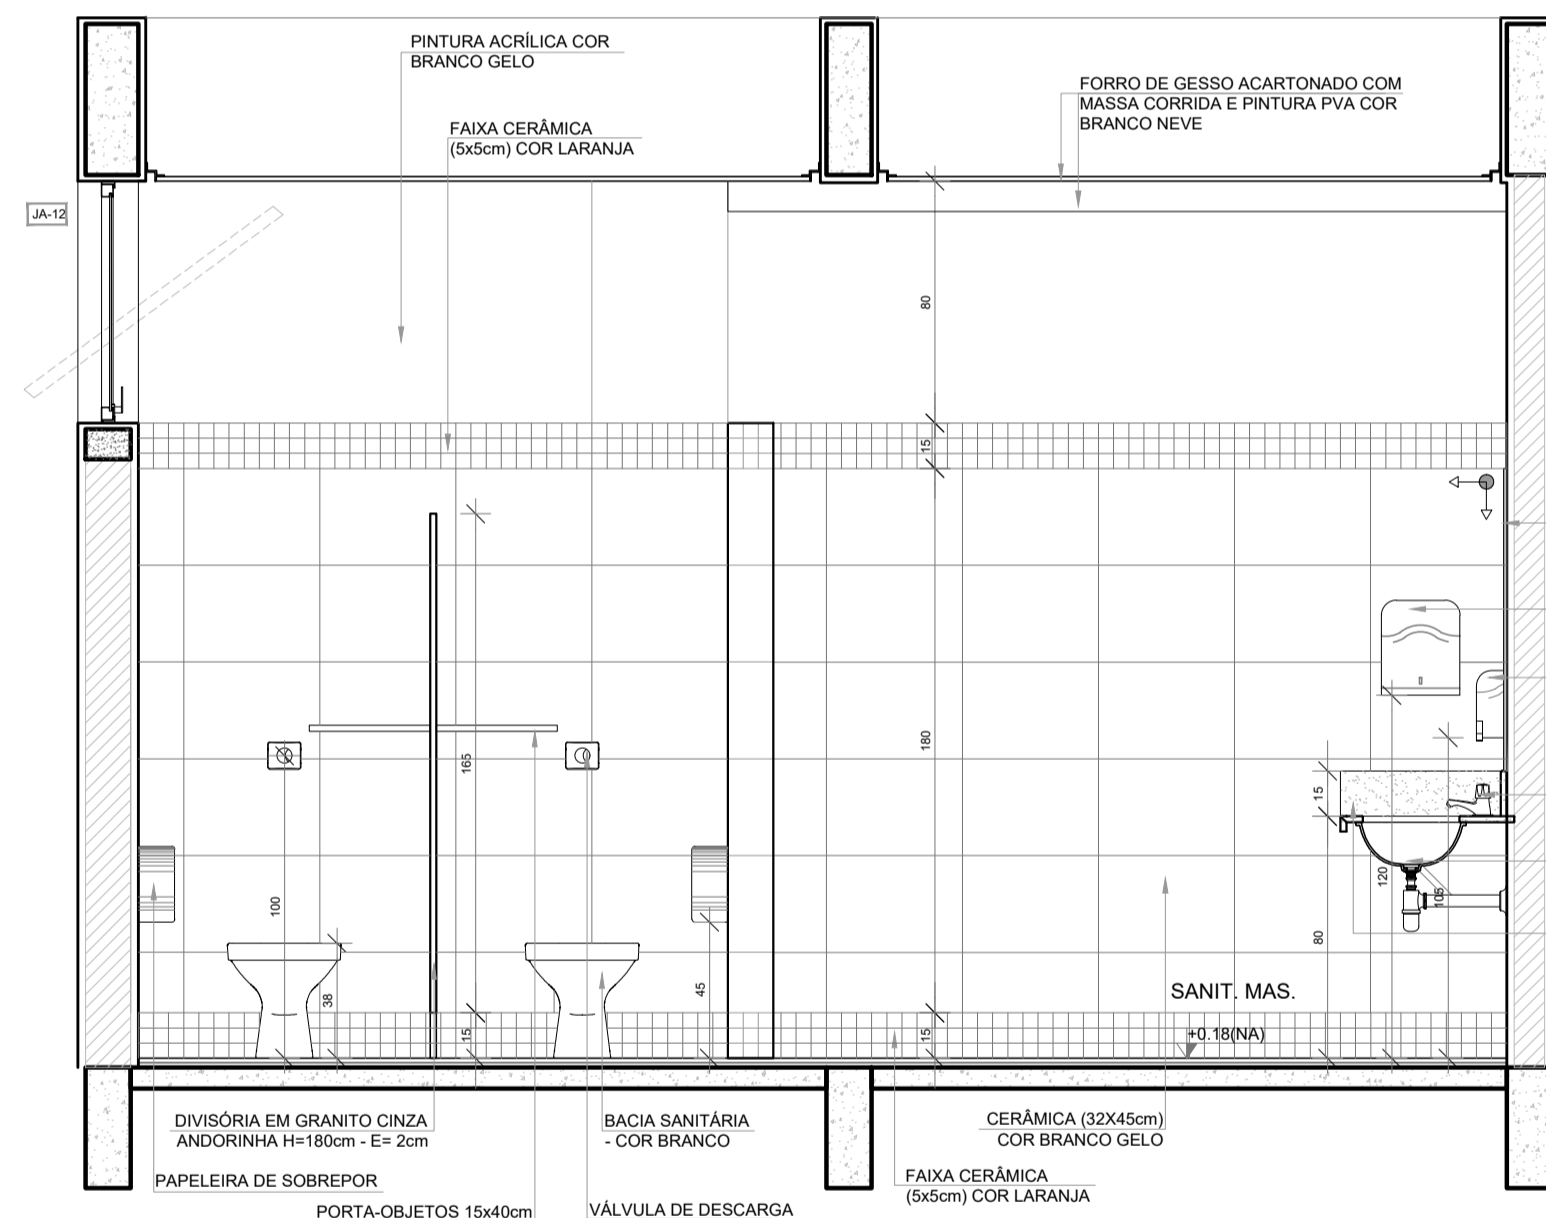 PINTURA ACRÍLICA COR
BRANCO GELO
FORRO DE GESSO ACARTONADO COM
MASSA CORRIDA E PINTURA PVA COR
BRANCO NEVE
FAIXA CERÂMICA
(5x5cm) COR LARANJA
JA-12
80
15
165
180
15
100
120
105
80
38
45
SANIT. MAS.
+0.18(NA)
15
15
DIVISÓRIA EM GRANITO CINZA
ANDORINHA H=180cm - E= 2cm
BACIA SANITÁRIA
- COR BRANCO
CERÂMICA (32X45cm)
COR BRANCO GELO
PAPELEIRA DE SOBREPOR
FAIXA CERÂMICA
(5x5cm) COR LARANJA
PORTA-OBJETOS 15x40cm
VÁLVULA DE DESCARGA